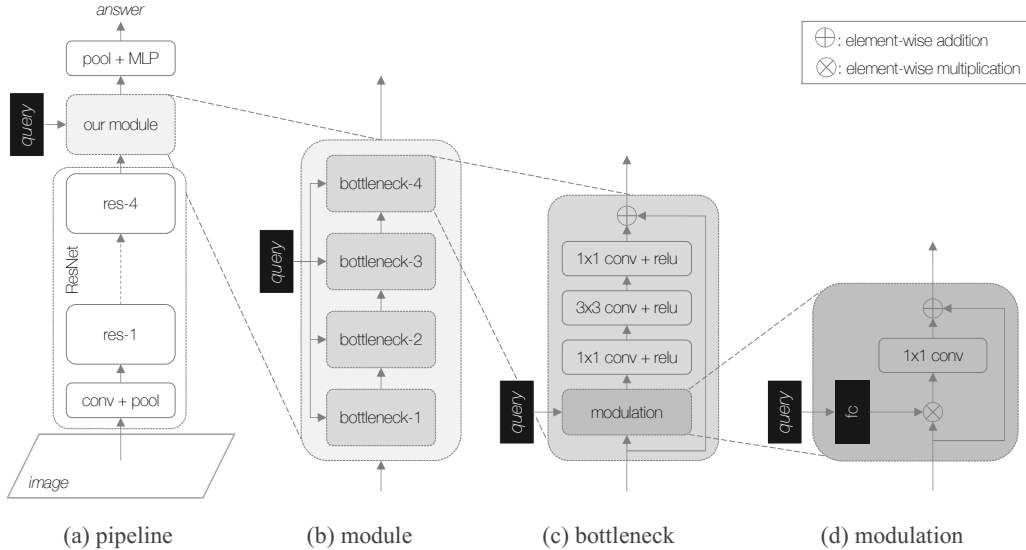 answer
pool + MLP
query
our module
res-4
ResNet
res-1
conv + pool
image
(a) pipeline
bottleneck-4
query
bottleneck-3
bottleneck-2
bottleneck-1
(b) module
1x1 conv + relu
3x3 conv + relu
1x1 conv + relu
query
modulation
(c) bottleneck
: element-wise addition
: element-wise multiplication
1x1 conv
query
fc
(d) modulation